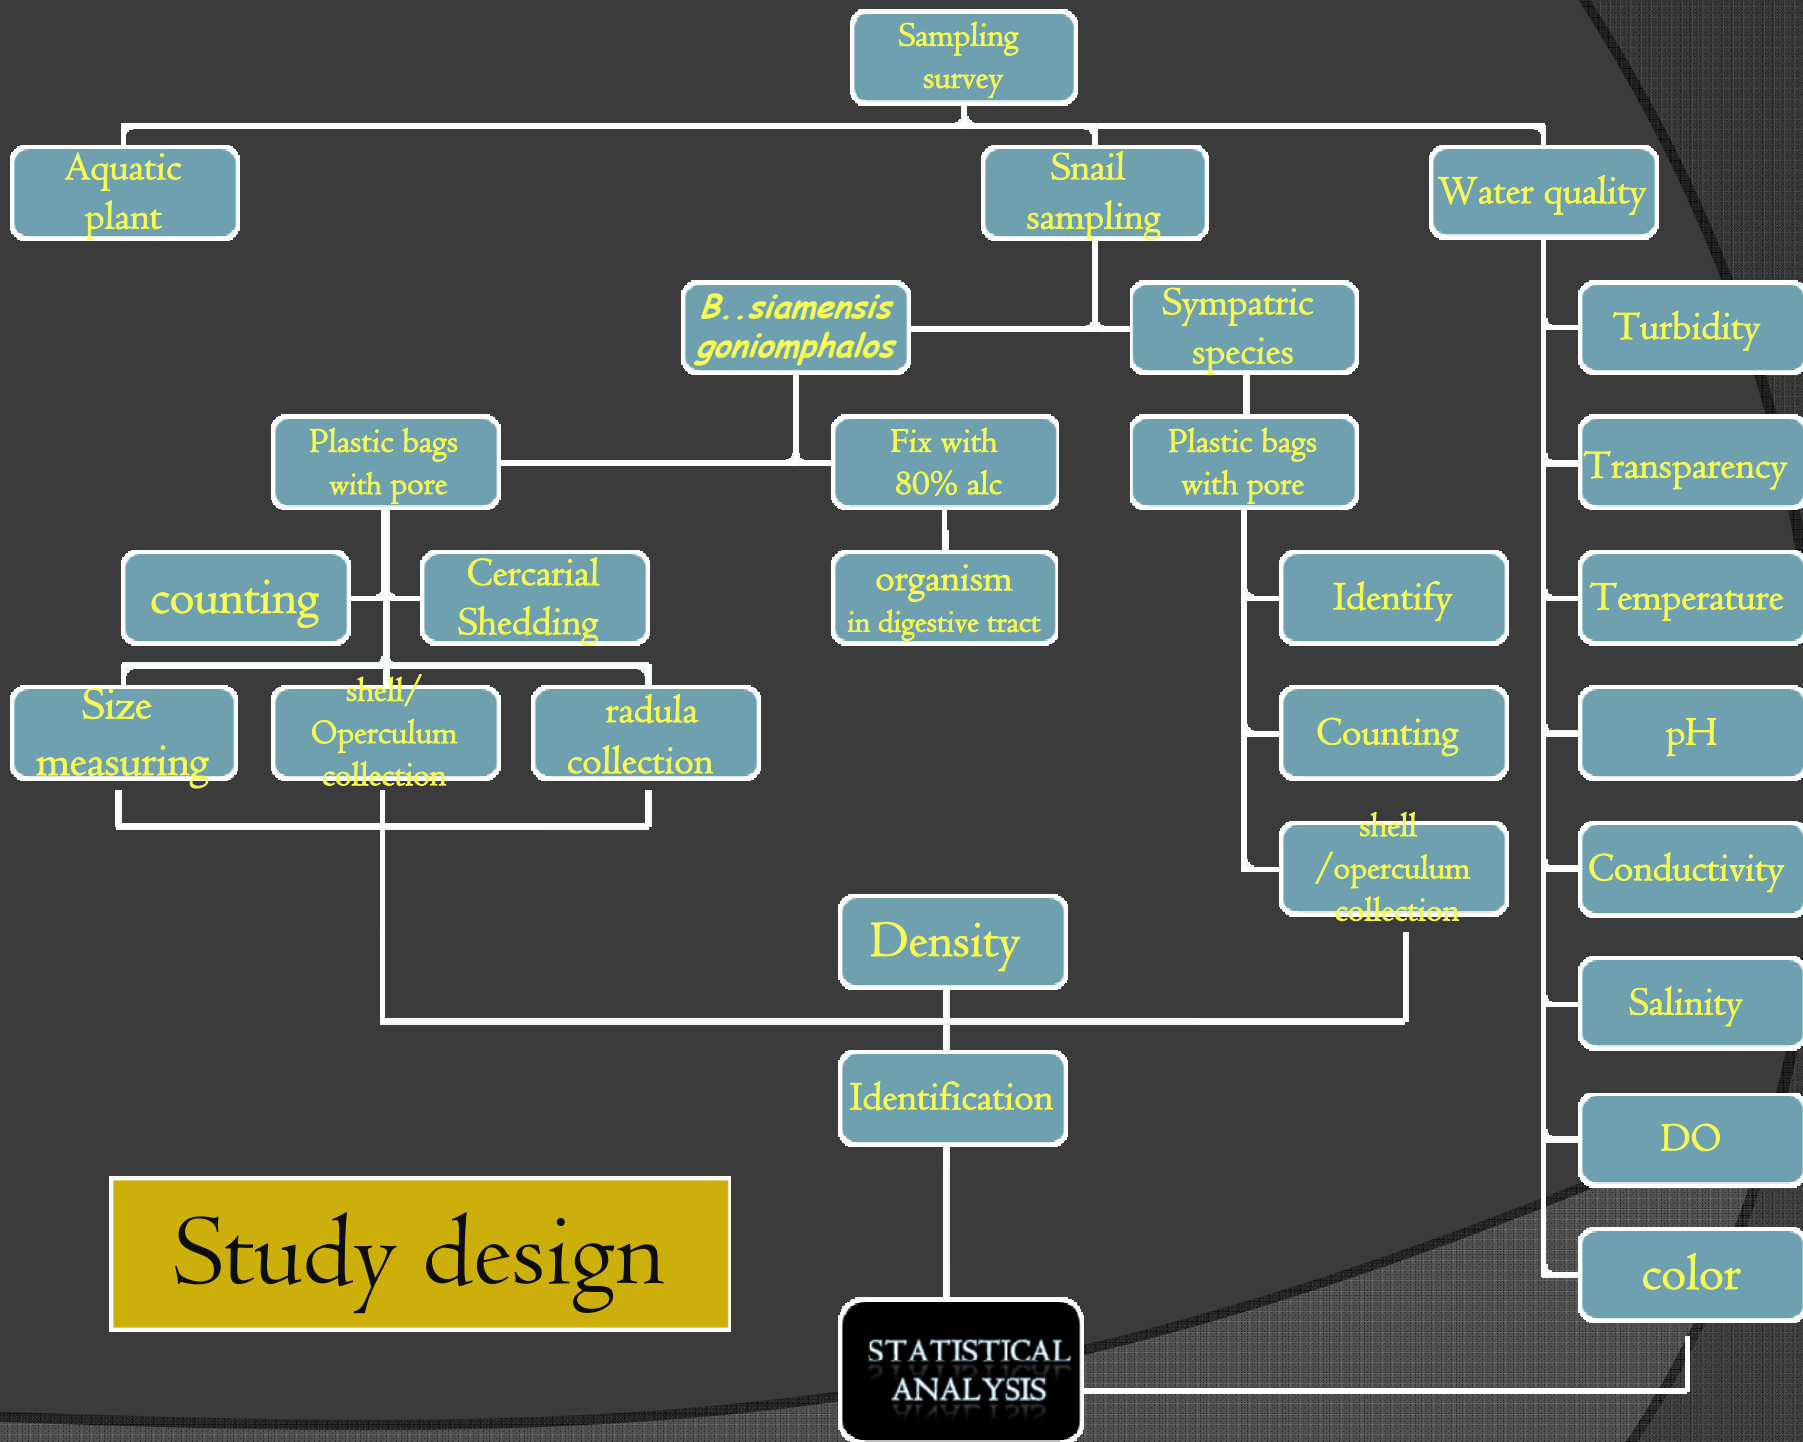 Sampling
survey
Aquatic
plant
Snail
sampling
Water quality
B..siamensis
goniomphalos
Sympatric
species
Turbidity
Plastic bags
with pore
Fix with
80% alc
Plastic bags
with pore
Transparency
counting
Cercarial
Shedding
organism
in digestive tract
Identify
Temperature
Size
measuring
shell/
Operculum
collection
radula
collection
Counting
pH
shell
/operculum
collection
Conductivity
Density
Salinity
Identification
DO
Study design
color
STATISTICAL
ANALYSIS